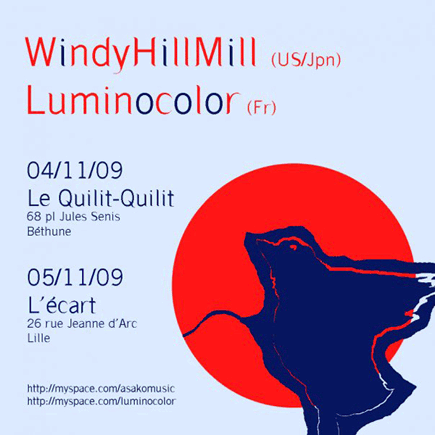 WindyHillMill (US/Jpn)
Luminocolor (Fr)
04/11/09
Le Quilit-Quilit
68 pl Jules Senis
Béthune
05/11/09
L'écart
26 rue Jeanne d'Arc
Lille
http://myspace.com/asakomusic
http://myspace.com/luminocolor